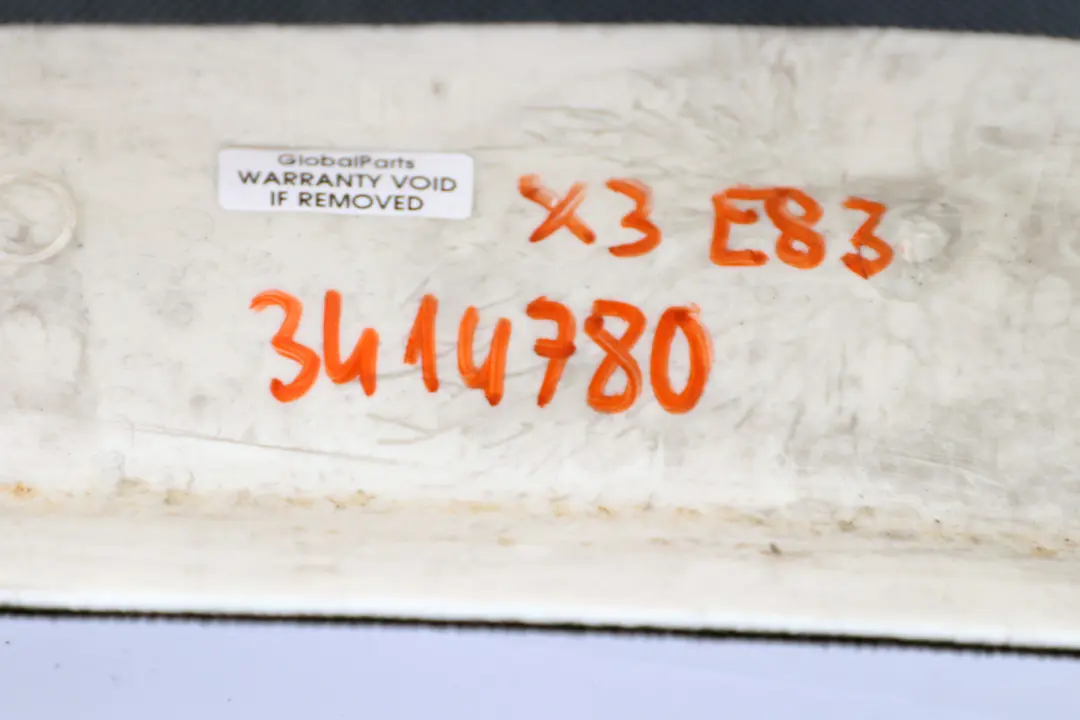 GlobalParts
WARRANTY VOID
IF REMOVED
X3 E83
3414780